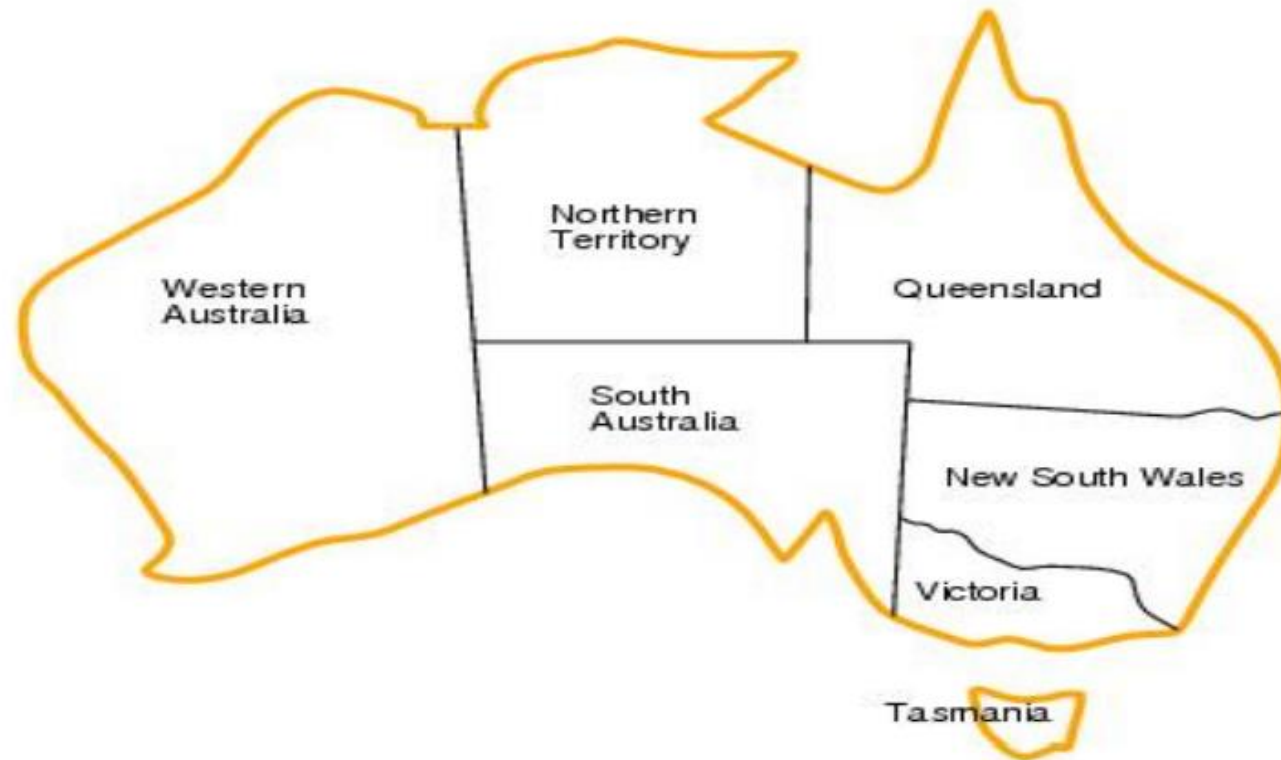 Northern
Territory
Western
Australia
Queensland
South
Australia
New South Wales
Victoria
Tasmania